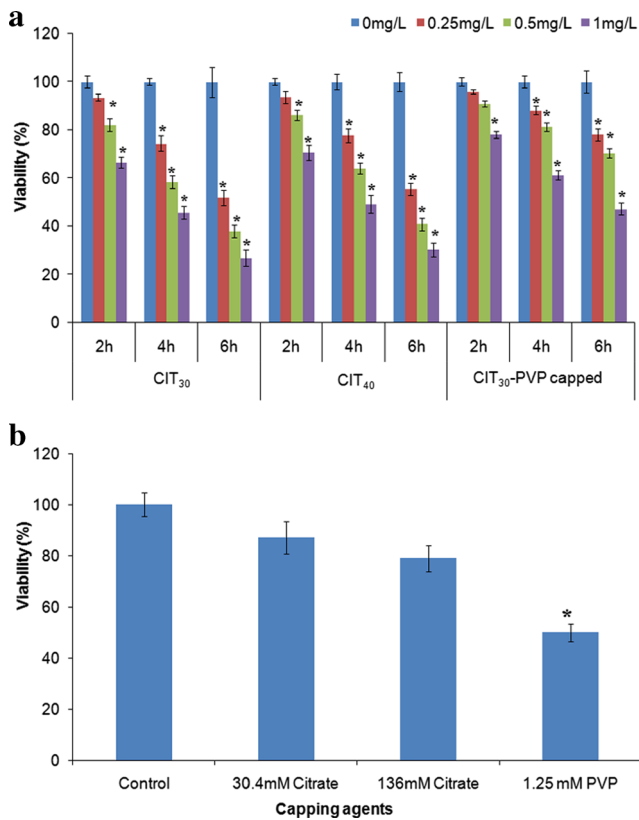 a
0mg/L 0.25mg/L 0.5mg/L 1mg/L
Viability (%)
120
100
80
60
40
20
0
* * * * * * * * * * * * * * * * * * * * * * *
2h 4h 6h 2h 4h 6h 2h 4h 6h
CIT30 CIT40 CIT30-PVP capped
b
Viability (%)
120
100
80
60
40
20
0
*
Control 30.4mM Citrate 136mM Citrate 1.25 mM PVP
Capping agents